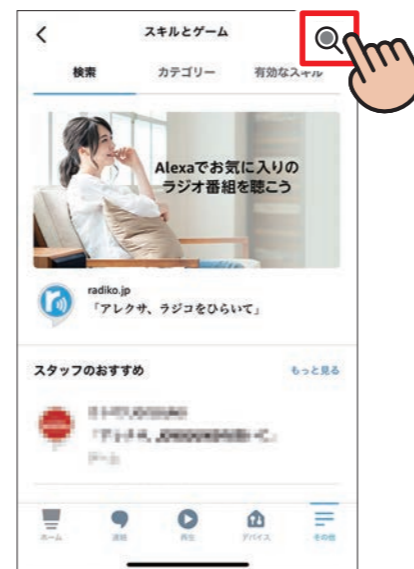 スキルとゲーム
検索 カテゴリー 有効なスキル
Alexaでお気に入りの
ラジオ番組を聴こう
radiko.jp
「アレクサ、ラジコをひらいて」
スタッフのおすすめ もっと見る
ホーム 連絡 再生 デバイス その他